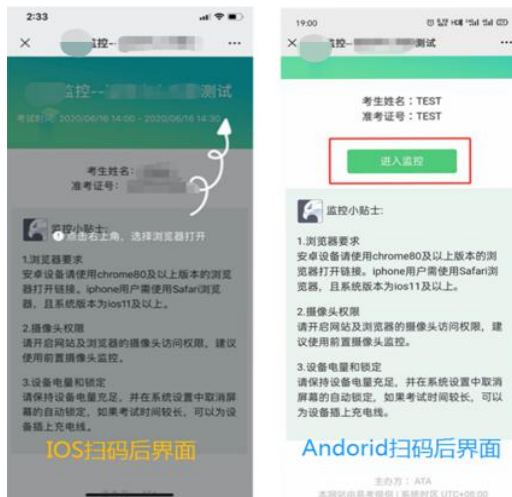 2:33
监控--
测试
监控--
测试
考试时间: 2020/06/16 14:00 - 2020/06/16 14:30
考生姓名:
准考证号:
监控小贴士:
点击右上角，选择浏览器打开
1.浏览器要求
安卓设备请使用chrome80及以上版本的浏览
器打开链接。iphone用户需使用Safari浏览
器，且系统版本为ios11及以上。
2.摄像头权限
请开启网站及浏览器的摄像头访问权限，建议
使用前置摄像头监控。
3.设备电量和锁定
请保持设备电量充足，并在系统设置中取消屏
幕的自动锁定，如果考试时间较长，可以为设
备插上充电线。
IOS扫码后界面
19:00
监控--
测试
考生姓名：TEST
准考证号：TEST
进入监控
监控小贴士:
1.浏览器要求
安卓设备请使用chrome80及以上版本的浏
览器打开链接。iphone用户需使用Safari浏
览器，且系统版本为ios11及以上。
2.摄像头权限
请开启网站及浏览器的摄像头访问权限，建
议使用前置摄像头监控。
3.设备电量和锁定
请保持设备电量充足，并在系统设置中取消
屏幕的自动锁定，如果考试时间较长，可以
为设备插上充电线。
Andorid扫码后界面
主办方： ATA